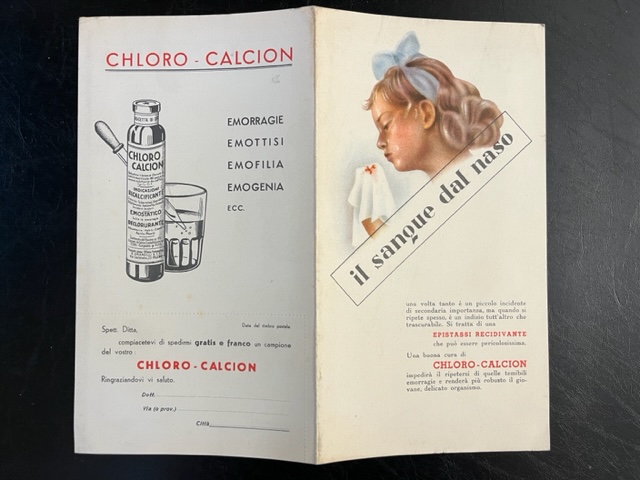 CHLORO - CALCION
EMORRAGIE
EMOTTISI
EMOFILIA
EMOGENIA
ECC.
CHLORO
CALCION
INDICAZIONI
RICALCIFICANTE
EMOSTATICO
DECLORURANTE
Data del timbro postale.
Spett. Ditta,
compiacetevi di spedirmi gratis e franco un campione
del vostro
CHLORO - CALCION
Ringraziandovi vi saluto.
Dott.
Via (o prov.)
Città
il sangue dal naso
una volta tanto è un piccolo incidente
di secondaria importanza, ma quando si
ripete spesso, è un indizio tutt'altro che
trascurabile. Si tratta di una
EPISTASSI RECIDIVANTE
che può essere pericolosissima.
Una buona cura di
CHLORO-CALCION
impedirà il ripetersi di quelle temibili
emorragie e renderà più robusto il gio-
vane, delicato organismo.